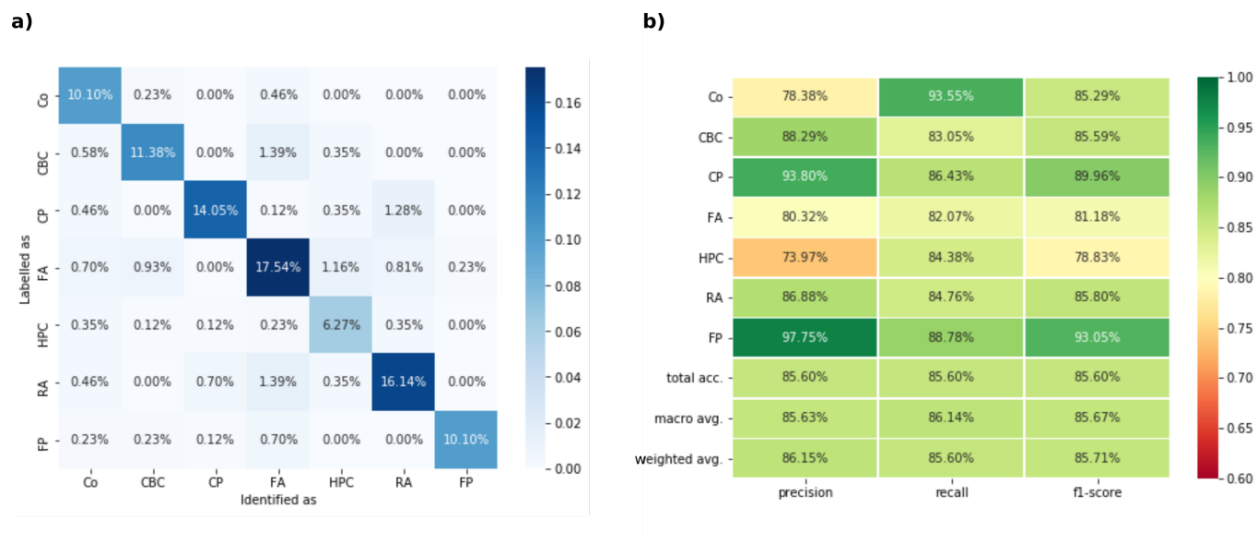 a)
Labelled as
Co 10.10% 0.23% 0.00% 0.46% 0.00% 0.00% 0.00%
CBC 0.58% 11.38% 0.00% 1.39% 0.35% 0.00% 0.00%
CP 0.46% 0.00% 14.05% 0.12% 0.35% 1.28% 0.00%
FA 0.70% 0.93% 0.00% 17.54% 1.16% 0.81% 0.23%
HPC 0.35% 0.12% 0.12% 0.23% 6.27% 0.35% 0.00%
RA 0.46% 0.00% 0.70% 1.39% 0.35% 16.14% 0.00%
FP 0.23% 0.23% 0.12% 0.70% 0.00% 0.00% 10.10%
Co CBC CP FA HPC RA FP
Identified as
0.16
0.14
0.12
0.10
0.08
0.06
0.04
0.02
0.00
b)
Co 78.38% 93.55% 85.29%
CBC 88.29% 83.05% 85.59%
CP 93.80% 86.43% 89.96%
FA 80.32% 82.07% 81.18%
HPC 73.97% 84.38% 78.83%
RA 86.88% 84.76% 85.80%
FP 97.75% 88.78% 93.05%
total acc. 85.60% 85.60% 85.60%
macro avg. 85.63% 86.14% 85.67%
weighted avg. 86.15% 85.60% 85.71%
precision recall f1-score
1.00
0.95
0.90
0.85
0.80
0.75
0.70
0.65
0.60